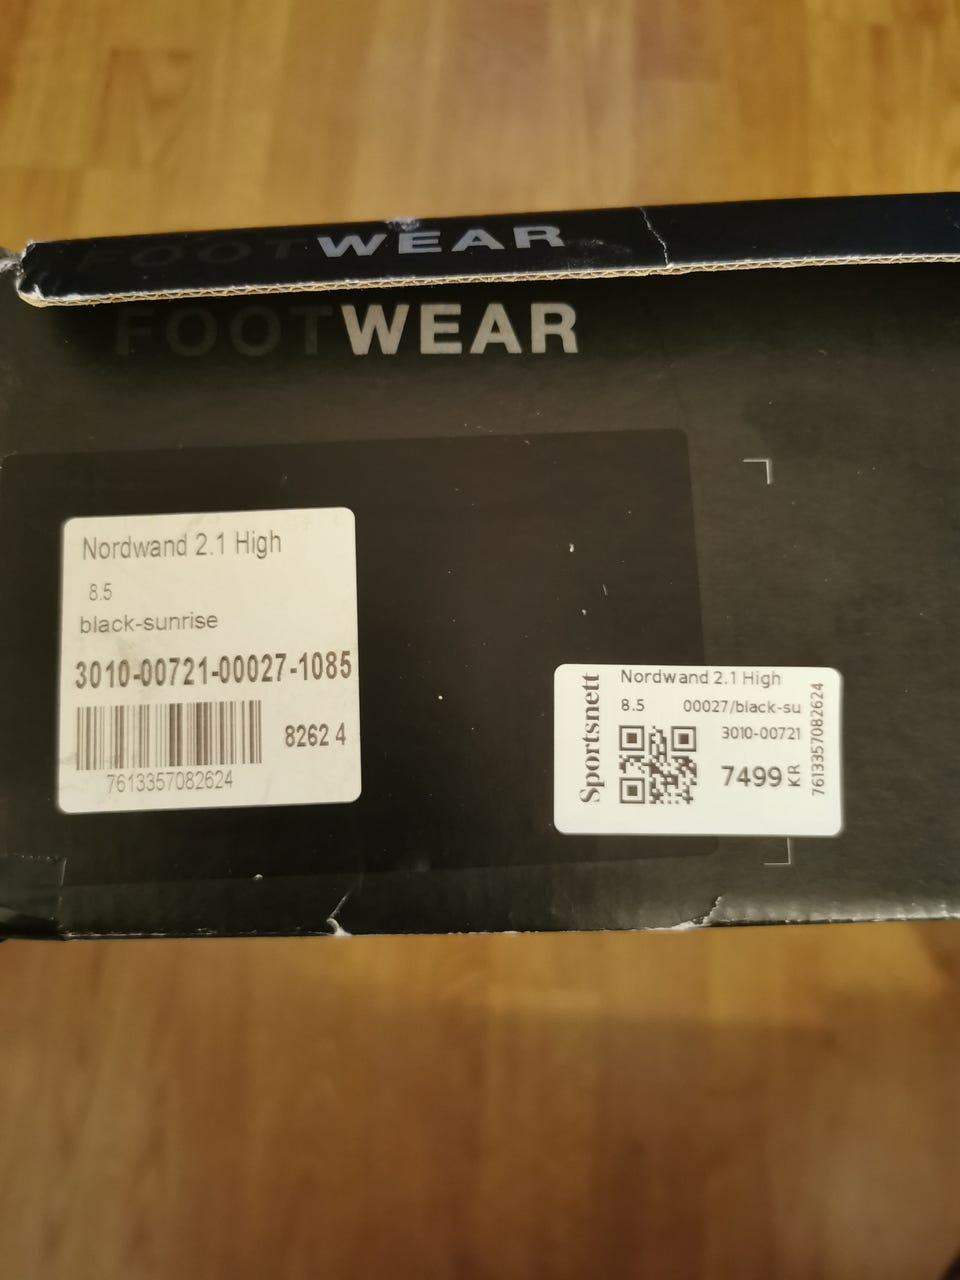 FOOTWEAR
FOOTWEAR
Nordwand 2.1 High
8.5
black-sunrise
3010-00721-00027-1085
8262 4
7613357082624
Sportsnett
Nordwand 2.1 High
8.5 00027/black-su
3010-00721
7499 KR
7613357082624